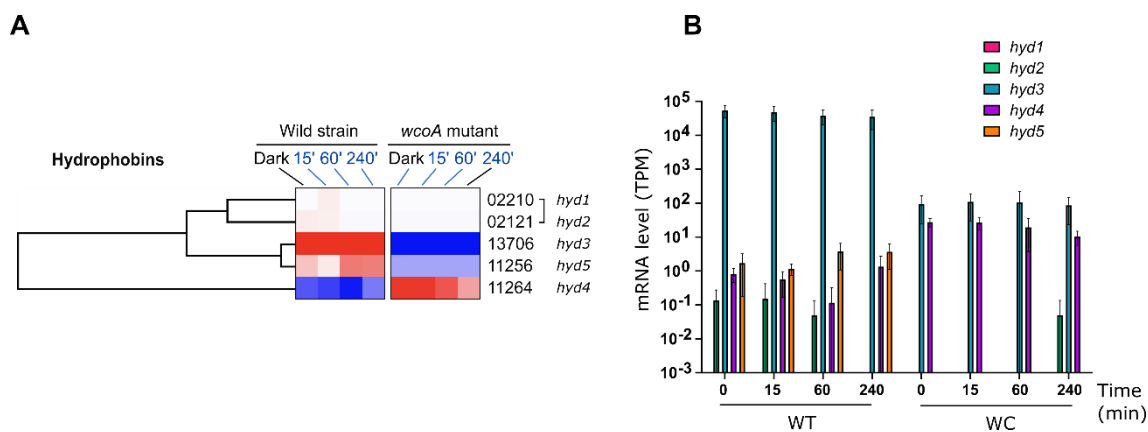 A
Hydrophobins
Wild strain wcoA mutant
Dark 15' 60' 240' Dark 15' 60' 240'
02210 hyd1
02121 hyd2
13706 hyd3
11256 hyd5
11264 hyd4
B
hyd1
hyd2
hyd3
hyd4
hyd5
mRNA level (TPM)
10^5
10^4
10^3
10^2
10^1
10^0
10^-1
10^-2
10^-3
0 15 60 240 0 15 60 240 Time
(min)
WT WC